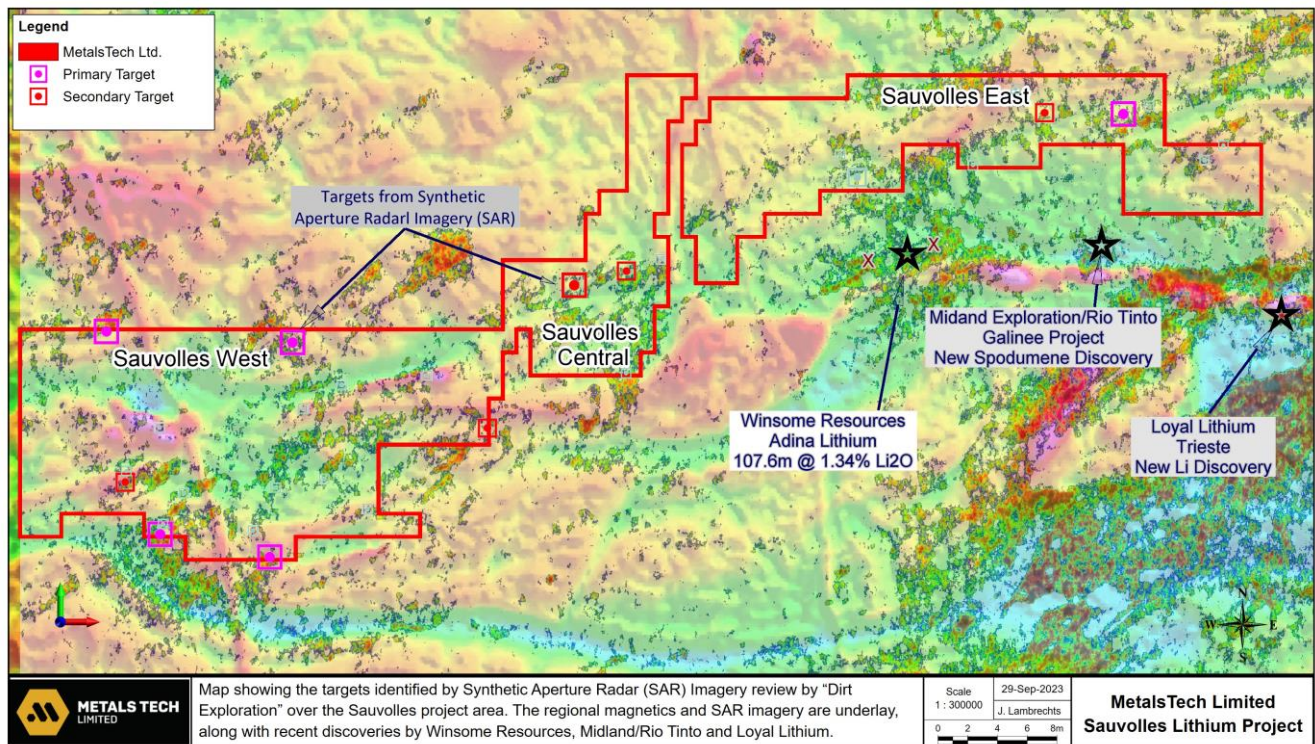 Legend
MetalsTech Ltd.
Primary Target
Secondary Target
Sauvolles East
Targets from Synthetic
Aperture Radarl Imagery (SAR)
X
X
Sauvolles West
Sauvolles
Central
Midand Exploration/Rio Tinto
Galinee Project
New Spodumene Discovery
Winsome Resources
Adina Lithium
107.6m @ 1.34% Li2O
Loyal Lithium
Trieste
New Li Discovery
N
W E
S
METALS TECH
LIMITED
Map showing the targets identified by Synthetic Aperture Radar (SAR) Imagery review by “Dirt
Exploration” over the Sauvolles project area. The regional magnetics and SAR imagery are underlay,
along with recent discoveries by Winsome Resources, Midland/Rio Tinto and Loyal Lithium.
Scale
1 : 300000
29-Sep-2023
J. Lambrechts
0 2 4 6 8m
MetalsTech Limited
Sauvolles Lithium Project